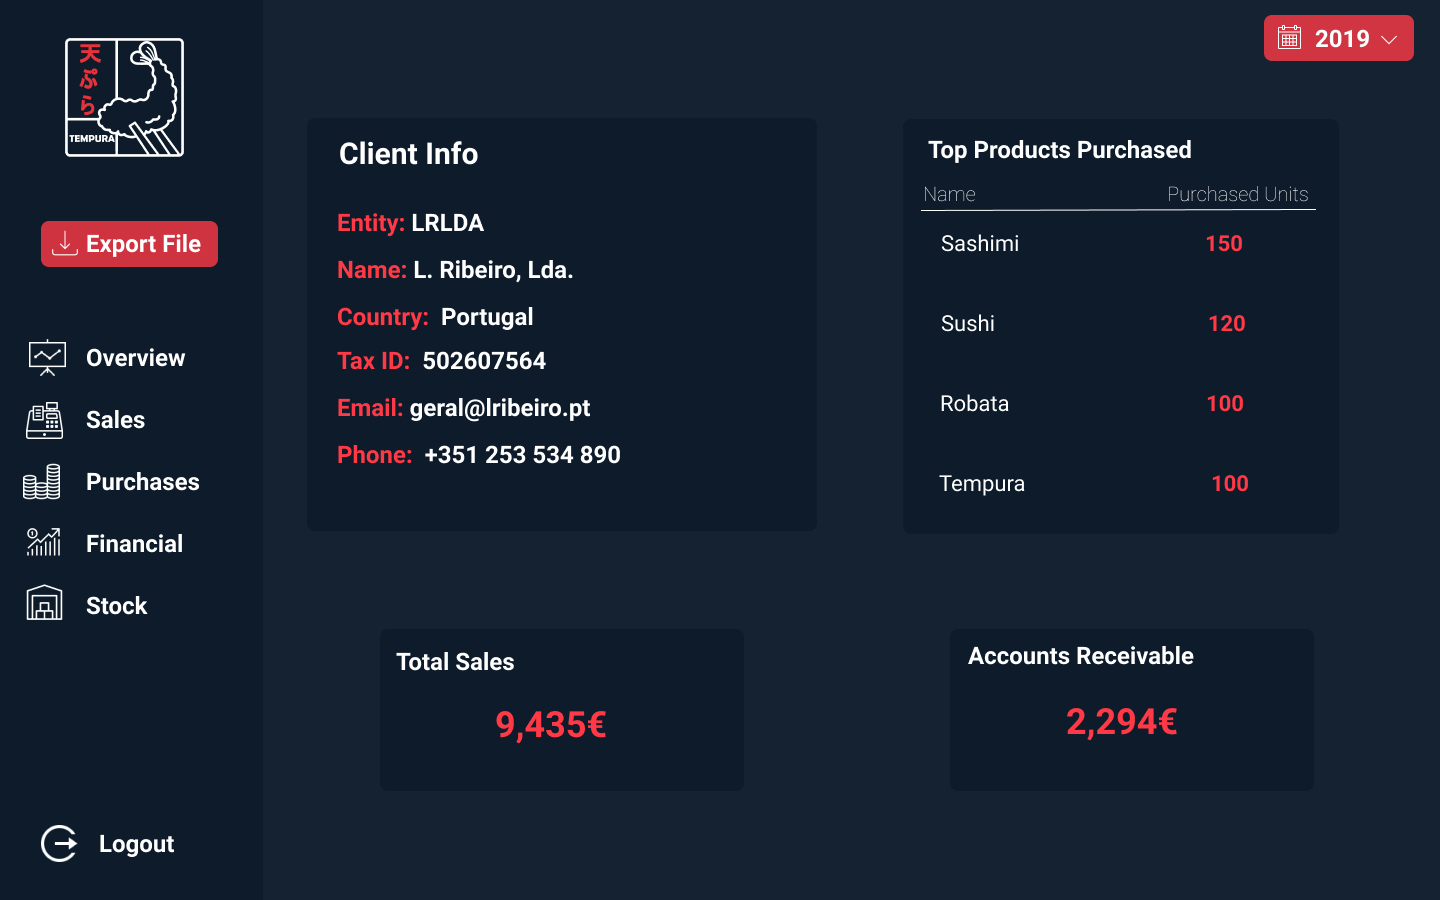 天ぷら
TEMPURA
Export File
Overview
Sales
Purchases
Financial
Stock
Logout
2019
Client Info
Entity: LRLDA
Name: L. Ribeiro, Lda.
Country: Portugal
Tax ID: 502607564
Email: geral@lribeiro.pt
Phone: +351 253 534 890
Top Products Purchased
Name Purchased Units
Sashimi 150
Sushi 120
Robata 100
Tempura 100
Total Sales
9,435€
Accounts Receivable
2,294€